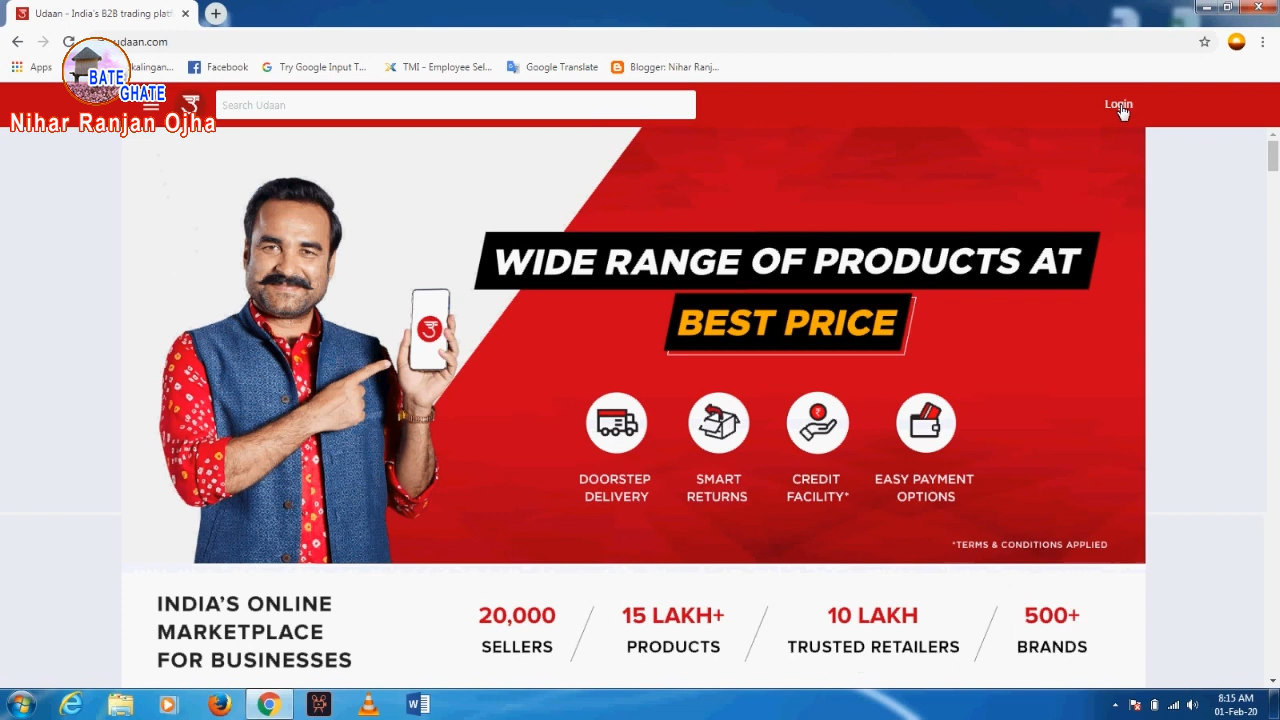 Udaan - India's B2B trading platf
udaan.com
Apps
kalingan...
Facebook
Try Google Input T...
TMI - Employee Sel...
Google Translate
Blogger: Nihar Ranj...
BATE
GHATE
Nihar Ranjan Ojha
उ
Search Udaan
Login
WIDE RANGE OF PRODUCTS AT
BEST PRICE
उ
₹
DOORSTEP
DELIVERY
SMART
RETURNS
CREDIT
FACILITY*
EASY PAYMENT
OPTIONS
*TERMS & CONDITIONS APPLIED
INDIA'S ONLINE
MARKETPLACE
FOR BUSINESSES
20,000
SELLERS
15 LAKH+
PRODUCTS
10 LAKH
TRUSTED RETAILERS
500+
BRANDS
8:15 AM
01-Feb-20